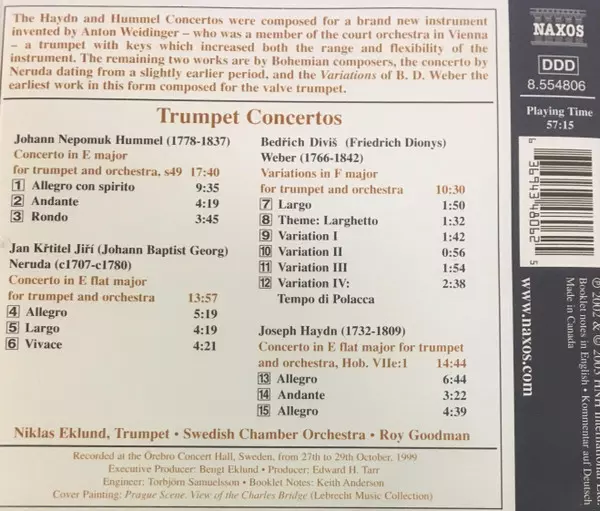 The Haydn and Hummel Concertos were composed for a brand new instrument
invented by Anton Weidinger – who was a member of the court orchestra in Vienna
– a trumpet with keys which increased both the range and flexibility of the
instrument. The remaining two works are by Bohemian composers, the concerto by
Neruda dating from a slightly earlier period, and the Variations of B. D. Weber the
earliest work in this form composed for the valve trumpet.
Trumpet Concertos
Johann Nepomuk Hummel (1778-1837)
Concerto in E major
for trumpet and orchestra, s49 17:40
1 Allegro con spirito 9:35
2 Andante 4:19
3 Rondo 3:45
Jan Křtitel Jiří (Johann Baptist Georg)
Neruda (c1707-c1780)
Concerto in E flat major
for trumpet and orchestra 13:57
4 Allegro 5:19
5 Largo 4:19
6 Vivace 4:21
Bedřich Diviš (Friedrich Dionys)
Weber (1766-1842)
Variations in F major
for trumpet and orchestra 10:30
7 Largo 1:50
8 Theme: Larghetto 1:32
9 Variation I 1:42
10 Variation II 0:56
11 Variation III 1:54
12 Variation IV: 2:38
Tempo di Polacca
Joseph Haydn (1732-1809)
Concerto in E flat major for trumpet
and orchestra, Hob. VIIe:1 14:44
13 Allegro 6:44
14 Andante 3:22
15 Allegro 4:39
Niklas Eklund, Trumpet • Swedish Chamber Orchestra • Roy Goodman
Recorded at the Örebro Concert Hall, Sweden, from 27th to 29th October, 1999
Executive Producer: Bengt Eklund • Producer: Edward H. Tarr
Engineer: Torbjörn Samuelsson • Booklet Notes: Keith Anderson
Cover Painting: Prague Scene. View of the Charles Bridge (Lebrecht Music Collection)
NAXOS
DDD
8.554806
Playing Time
57:15
6 36943 48062 5
www.naxos.com
℗ 2002 & © 2003 HNH International Ltd.
Booklet notes in English • Kommentar auf Deutsch
Made in Canada